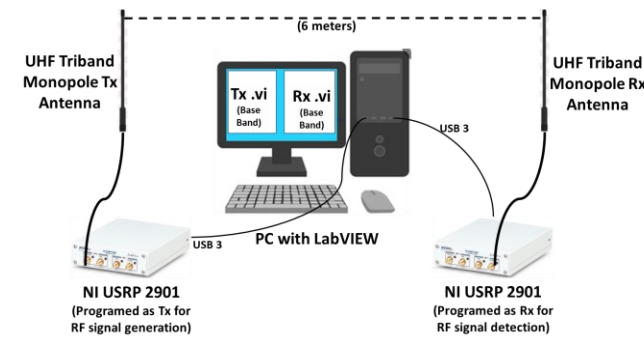 (6 meters)
UHF Triband
Monopole Tx
Antenna
UHF Triband
Monopole Rx
Antenna
Tx .vi
(Base
Band)
Rx .vi
(Base
Band)
USB 3
USB 3
PC with LabVIEW
NI USRP 2901
(Programed as Tx for
RF signal generation)
NI USRP 2901
(Programed as Rx for
RF signal detection)